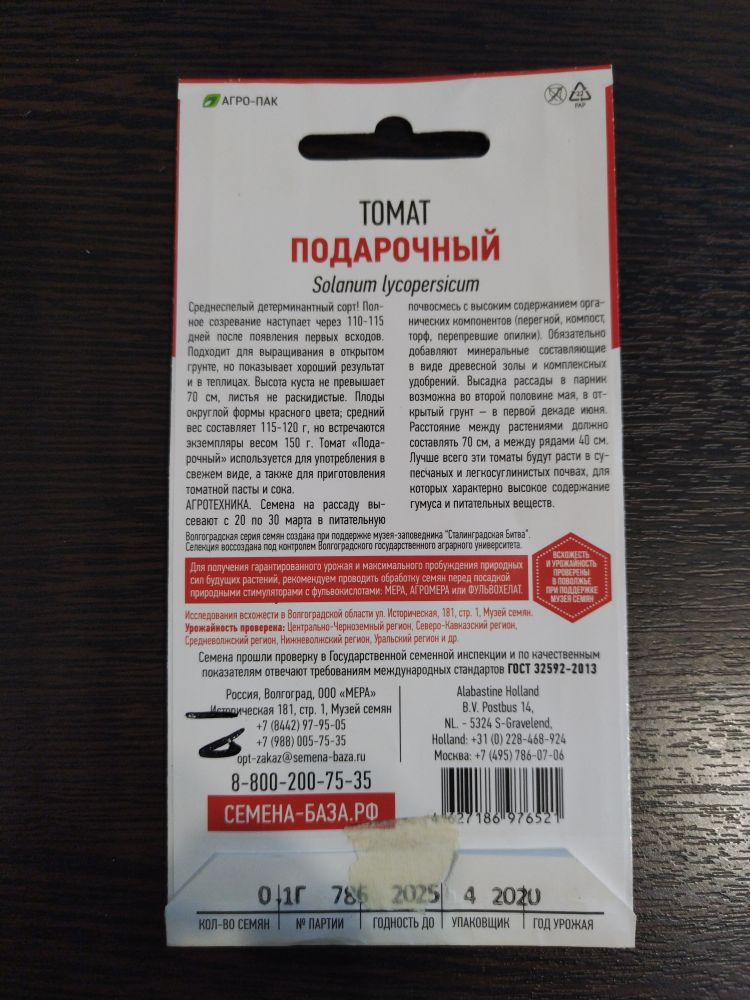 АГРО-ПАК
22
PAP
ТОМАТ
ПОДАРОЧНЫЙ
Solanum lycopersicum
Среднеспелый детерминантный сорт! Пол-
ное созревание наступает через 110-115
дней после появления первых всходов.
Подходит для выращивания в открытом
грунте, но показывает хороший результат
и в теплицах. Высота куста не превышает
70 см, листья не раскидистые. Плоды
округлой формы красного цвета; средний
вес составляет 115-120 г, но встречаются
экземпляры весом 150 г. Томат «Пода-
рочный» используется для употребления в
свежем виде, а также для приготовления
томатной пасты и сока.
АГРОТЕХНИКА. Семена на рассаду вы-
севают с 20 по 30 марта в питательную
почвосмесь с высоким содержанием орга-
нических компонентов (перегной, компост,
торф, перепревшие опилки). Обязательно
добавляют минеральные составляющие
в виде древесной золы и комплексных
удобрений. Высадка рассады в парник
возможна во второй половине мая, в от-
крытый грунт – в первой декаде июня.
Расстояние между растениями должно
составлять 70 см, а между рядами 40 см.
Лучше всего эти томаты будут расти в су-
песчаных и легкосуглинистых почвах, для
которых характерно высокое содержание
гумуса и питательных веществ.
Волгоградская серия семян создана при поддержке музея-заповедника "Сталинградская Битва".
Селекция воссоздана под контролем Волгоградского государственного аграрного университета.
Для получения гарантированного урожая и максимального пробуждения природных
сил будущих растений, рекомендуем проводить обработку семян перед посадкой
природными стимуляторами с фульвокислотами: МЕРА, АГРОМЕРА или ФУЛЬВОХЕЛАТ.
ВСХОЖЕСТЬ
И УРОЖАЙНОСТЬ
ПРОВЕРЕНЫ
В ПОВОЛЖЬЕ
ПРИ ПОДДЕРЖКЕ
МУЗЕЯ СЕМЯН
Исследования всхожести в Волгоградской области ул. Историческая, 181, стр. 1, Музей семян.
Урожайность проверена: Центрально-Черноземный регион, Северо-Кавказский регион,
Средневолжский регион, Нижневолжский регион, Уральский регион и др.
Семена прошли проверку в Государственной семенной инспекции и по качественным
показателям отвечают требованиям международных стандартов ГОСТ 32592-2013
Россия, Волгоград, ООО «МЕРА»
Историческая 181, стр. 1, Музей семян
+7 (8442) 97-95-05
+7 (988) 005-75-35
opt-zakaz@semena-baza.ru
8-800-200-75-35
СЕМЕНА-БАЗА.РФ
Alabastine Holland
B.V. Postbus 14,
NL. - 5324 S-Gravelend,
Holland: +31 (0) 228-468-924
Москва: +7 (495) 786-07-06
4 627186 976521
0,1Г 786 2025 4 2020
КОЛ-ВО СЕМЯН № ПАРТИИ ГОДНОСТЬ ДО УПАКОВЩИК ГОД УРОЖАЯ